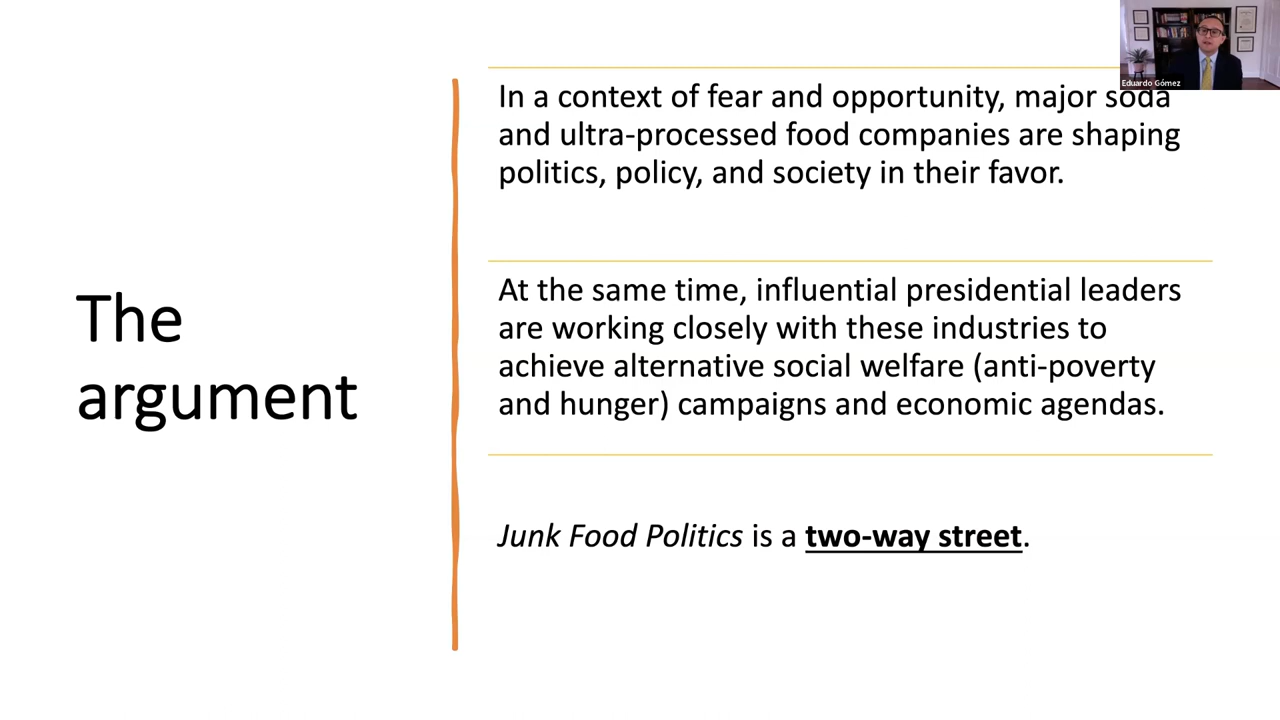 Eduardo Gómez
The
argument
In a context of fear and opportunity, major soda
and ultra-processed food companies are shaping
politics, policy, and society in their favor.
At the same time, influential presidential leaders
are working closely with these industries to
achieve alternative social welfare (anti-poverty
and hunger) campaigns and economic agendas.
Junk Food Politics is a two-way street.